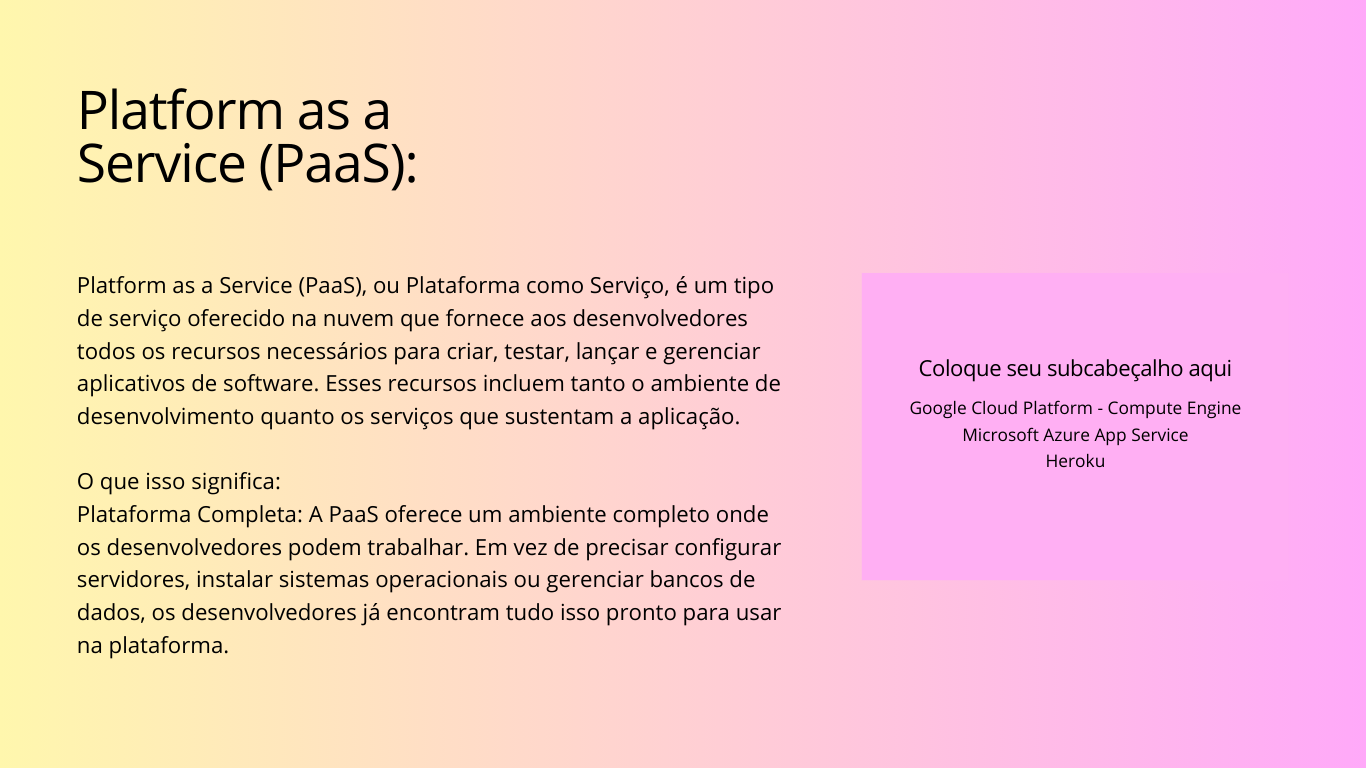 Platform as a
Service (PaaS):
Platform as a Service (PaaS), ou Plataforma como Serviço, é um tipo
de serviço oferecido na nuvem que fornece aos desenvolvedores
todos os recursos necessários para criar, testar, lançar e gerenciar
aplicativos de software. Esses recursos incluem tanto o ambiente de
desenvolvimento quanto os serviços que sustentam a aplicação.
O que isso significa:
Plataforma Completa: A PaaS oferece um ambiente completo onde
os desenvolvedores podem trabalhar. Em vez de precisar configurar
servidores, instalar sistemas operacionais ou gerenciar bancos de
dados, os desenvolvedores já encontram tudo isso pronto para usar
na plataforma.
Coloque seu subcabeçalho aqui
Google Cloud Platform - Compute Engine
Microsoft Azure App Service
Heroku